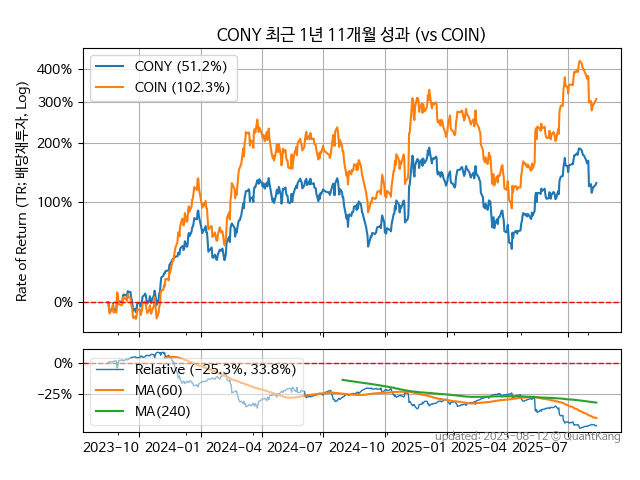 CONY 최근 1년 11개월 성과 (vs COIN)
CONY (51.2%)
COIN (102.3%)
400%
300%
200%
100%
0%
Rate of Return (TR: 배당재투자, Log)
Relative (−25.3%, 33.8%)
MA(60)
MA(240)
0%
−25%
2023-10 2024-01 2024-04 2024-07 2024-10 2025-01 2025-04 2025-07
updated: 2025-08-12 © QuantKang